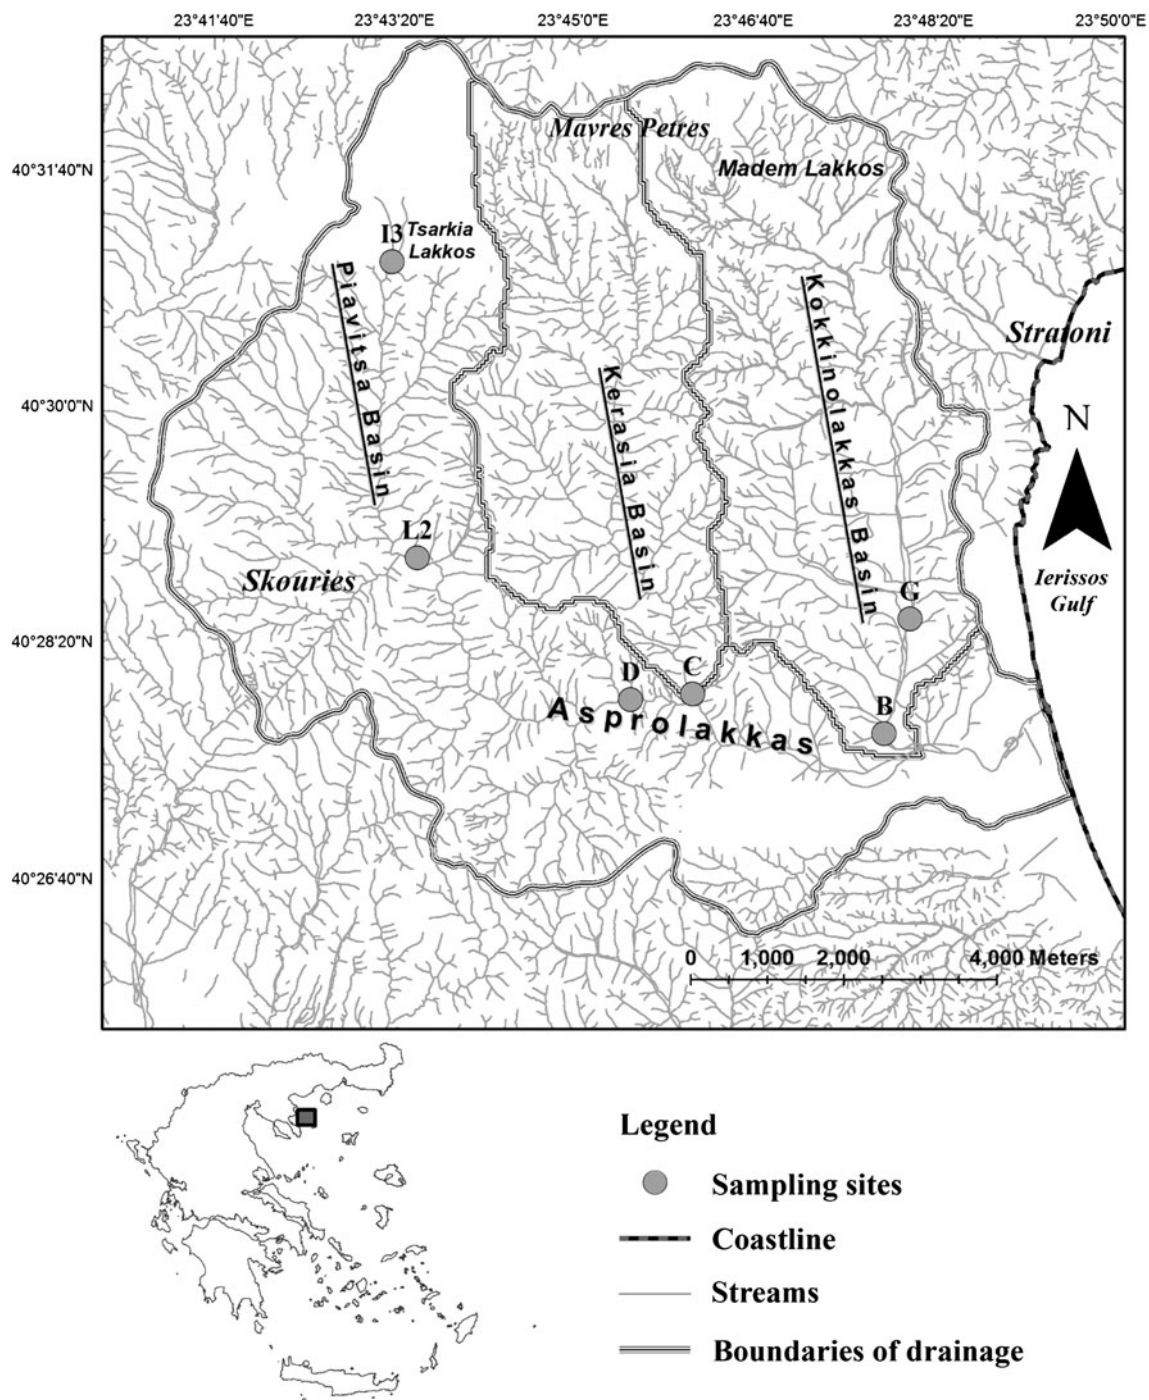 23°41'40"E 23°43'20"E 23°45'0"E 23°46'40"E 23°48'20"E 23°50'0"E
40°31'40"N
40°30'0"N
40°28'20"N
40°26'40"N
Mavres Petres
Madem Lakkos
I3
Tsarkia
Lakkos
Piavitsa Basin
Kerasia Basin
Kokkinolakkas Basin
Stratoni
N
Ierissos
Gulf
L2
Skouries
G
D
C
B
Asprolakkas
0 1,000 2,000 4,000 Meters
Legend
Sampling sites
Coastline
Streams
Boundaries of drainage